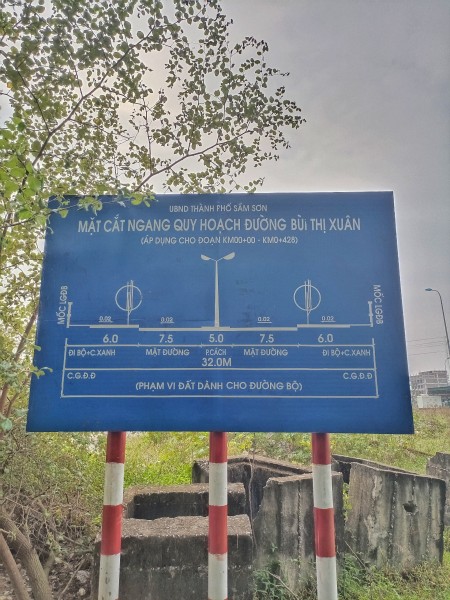 UBND THÀNH PHỐ SẦM SƠN
MẶT CẮT NGANG QUY HOẠCH ĐƯỜNG BÙI THỊ XUÂN
(ÁP DỤNG CHO ĐOẠN KM00+00 - KM0+428)
MỐC LGĐB
MỐC LGĐB
0.02 0.02 0.02 0.02
6.0 7.5 5.0 7.5 6.0
ĐI BỘ+C.XANH MẶT ĐƯỜNG P.CÁCH MẶT ĐƯỜNG ĐI BỘ+C.XANH
32.0M
C.G.Đ.Đ C.G.Đ.Đ
(PHẠM VI ĐẤT DÀNH CHO ĐƯỜNG BỘ)